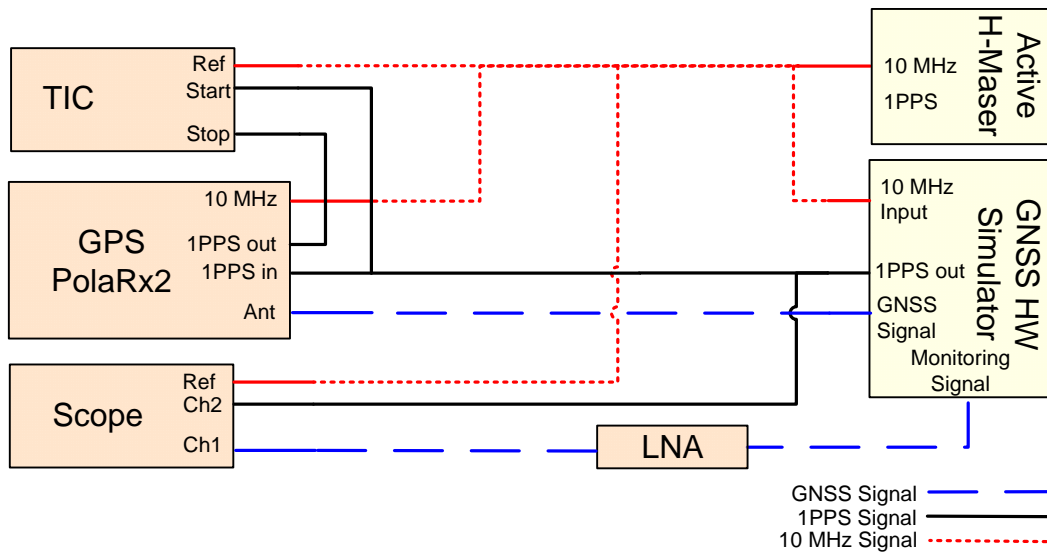 TIC
Ref
Start
Stop
GPS
PolaRx2
10 MHz
1PPS out
1PPS in
Ant
Scope
Ref
Ch2
Ch1
LNA
Active
H-Maser
10 MHz
1PPS
GNSS HW
Simulator
10 MHz
Input
1PPS out
GNSS
Signal
Monitoring
Signal
GNSS Signal
1PPS Signal
10 MHz Signal